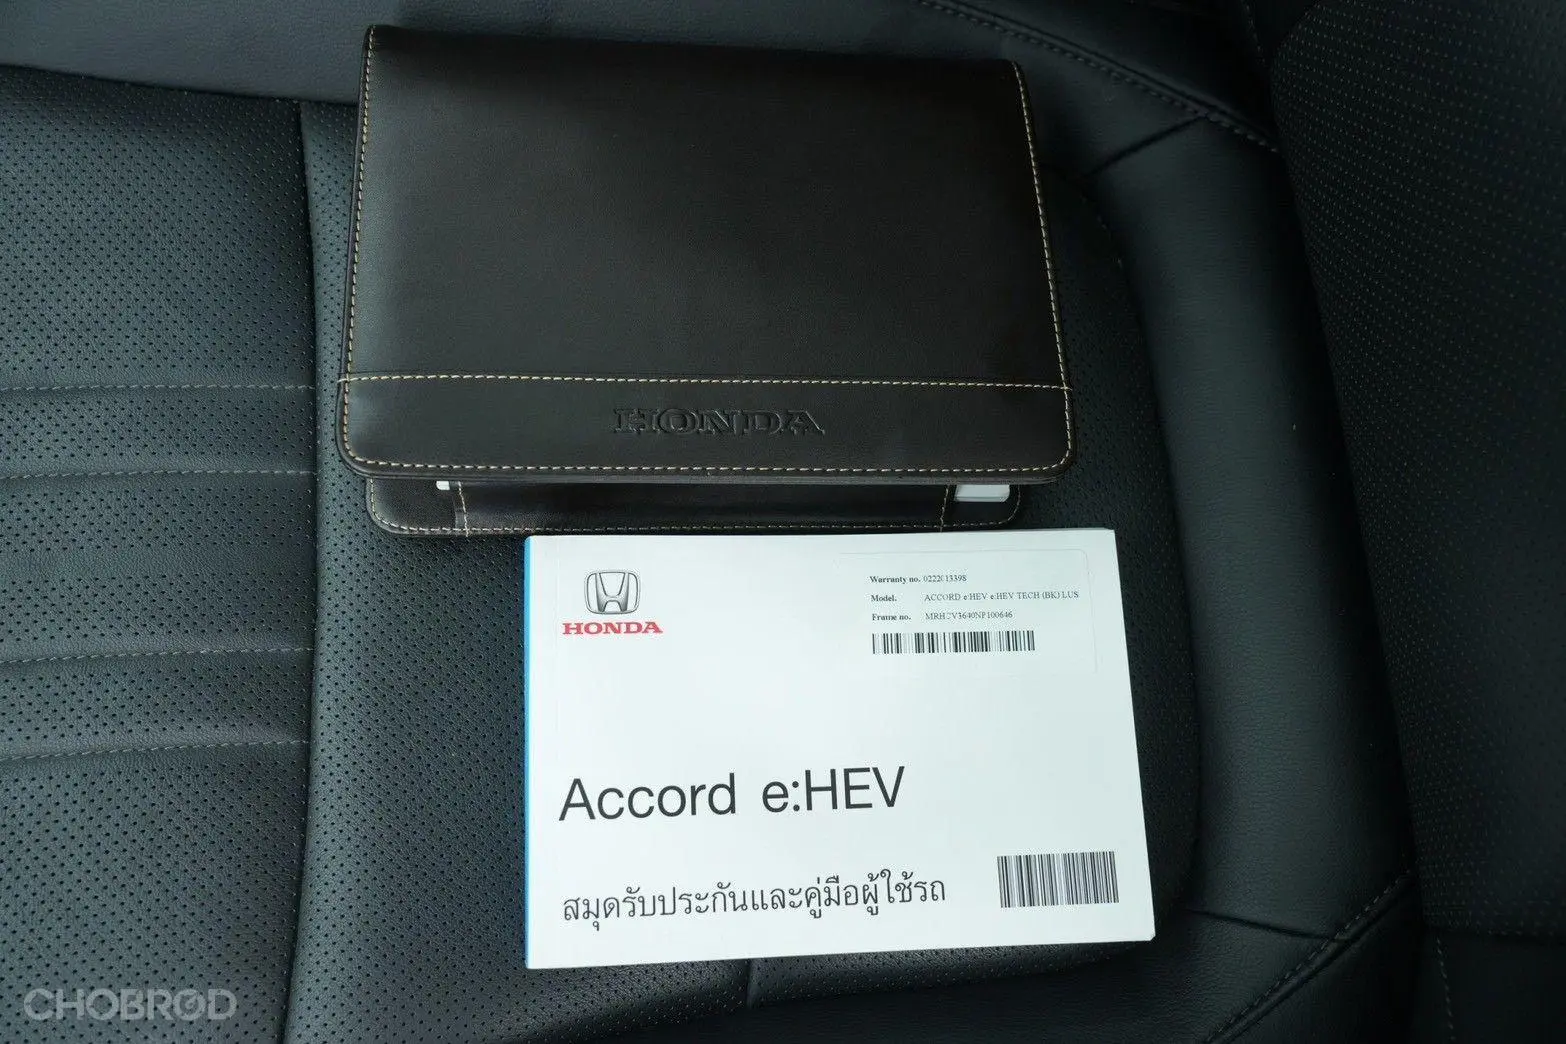 HONDA
HONDA
Warranty no. 0222013398
Model. ACCORD e:HEV e:HEV TECH (BK) LUS
Frame no.
Accord e:HEV
สมุดรับประกันและคู่มือผู้ใช้รถ
CHOBROD